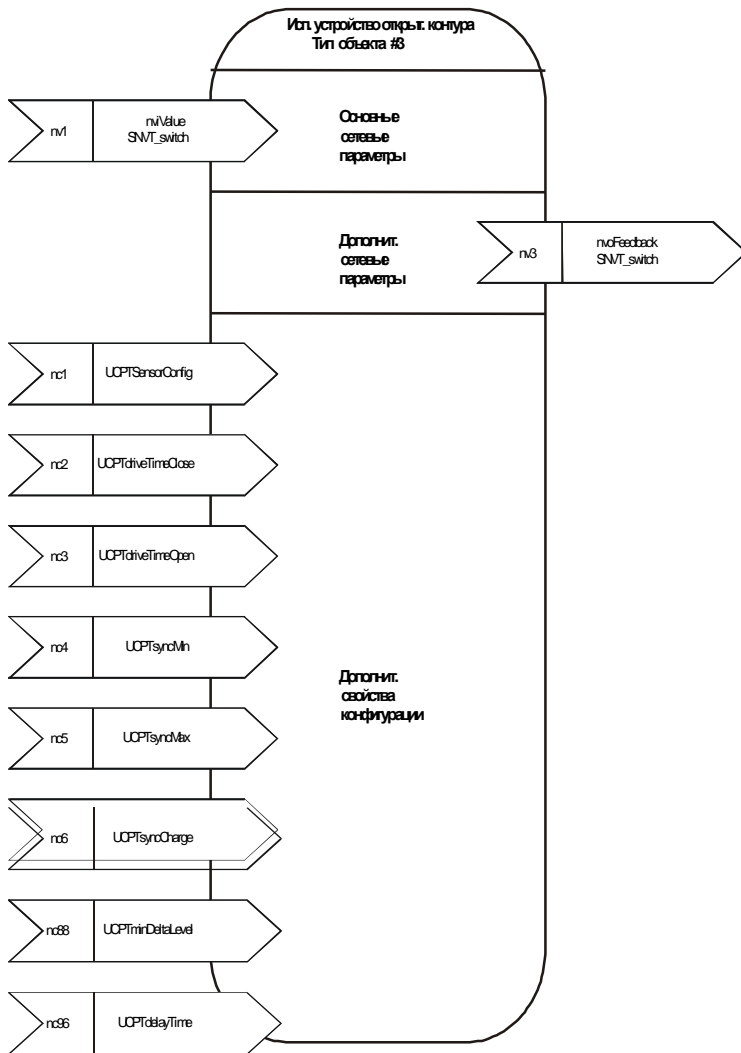 Исп. устройство открыт. контура
Тип объекта #3
nv1
nviValue
SNVT_switch
Основные
сетевые
параметры
Дополнит.
сетевые
параметры
nv3
nvoFeedback
SNVT_switch
nc1
UCPTSensorConfig
nc2
UCPTdriveTimeClose
nc3
UCPTdriveTimeOpen
nc4
UCPTsyncMin
Дополнит.
свойства
конфигурации
nc5
UCPTsyncMax
nc6
UCPTsyncCharge
nc88
UCPTminDeltaLevel
nc96
UCPTdelayTime